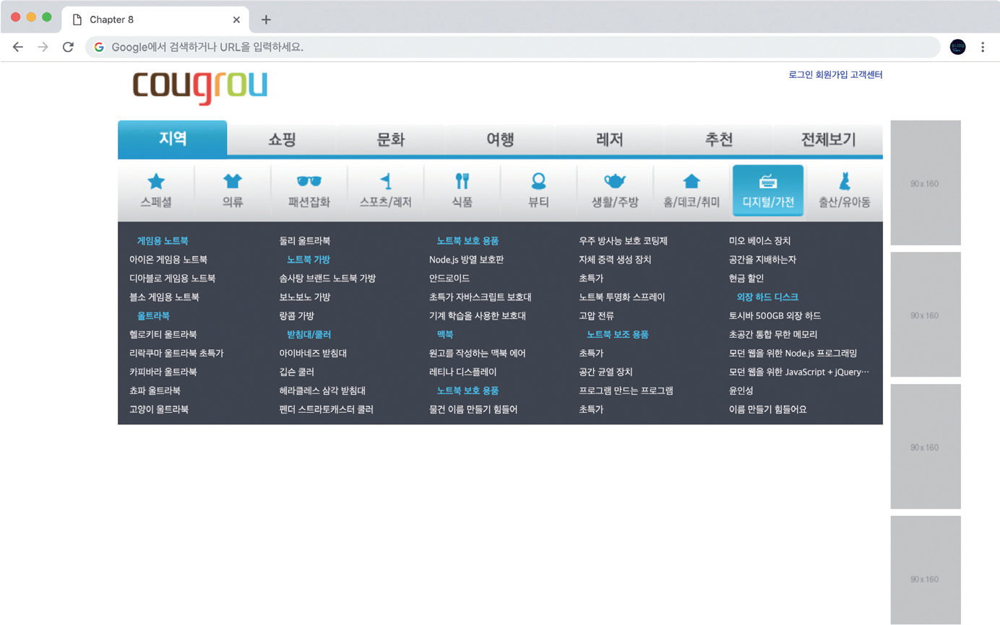 Chapter 8
Google에서 검색하거나 URL을 입력하세요.
cougrou
로그인 회원가입 고객센터
지역 쇼핑 문화 여행 레저 추천 전체보기
스페셜 의류 패션잡화 스포츠/레저 식품 뷰티 생활/주방 홈/데코/취미 디지털/가전 출산/유아동
게임용 노트북
아이온 게임용 노트북
디아블로 게임용 노트북
블소 게임용 노트북
울트라북
헬로키티 울트라북
리락쿠마 울트라북 초특가
카피바라 울트라북
쵸파 울트라북
고양이 울트라북
둘리 울트라북
노트북 가방
솜사탕 브랜드 노트북 가방
보노보노 가방
랑콤 가방
받침대/쿨러
아이바네즈 받침대
깁슨 쿨러
헤라클레스 삼각 받침대
펜더 스트라토캐스터 쿨러
노트북 보호 용품
Node.js 방열 보호판
안드로이드
초특가 자바스크립트 보호대
기계 학습을 사용한 보호대
맥북
원고를 작성하는 맥북 에어
레티나 디스플레이
노트북 보호 용품
물건 이름 만들기 힘들어
우주 방사능 보호 코팅제
자체 중력 생성 장치
초특가
노트북 투명화 스프레이
고압 전류
노트북 보조 용품
초특가
공간 균열 장치
프로그램 만드는 프로그램
초특가
미오 베이스 장치
공간을 지배하는자
현금 할인
외장 하드 디스크
토시바 500GB 외장 하드
초공간 통합 무한 메모리
모던 웹을 위한 Node.js 프로그래밍
모던 웹을 위한 JavaScript + jQuery…
윤인성
이름 만들기 힘들어요
90 x 160
90 x 160
90 x 160
90 x 160